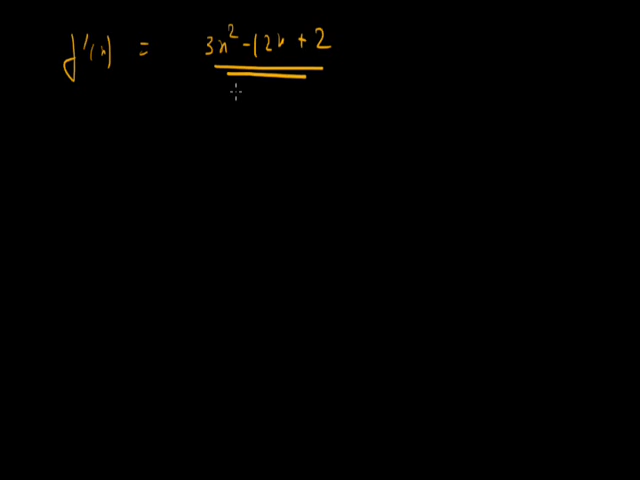 f'(x) = 3x² - 12x + 2